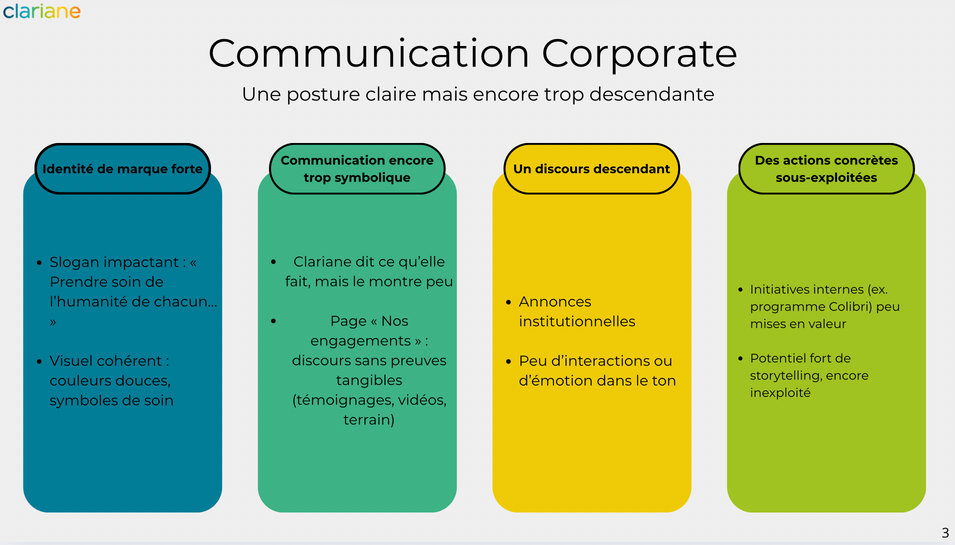 clariane
Communication Corporate
Une posture claire mais encore trop descendante
Identité de marque forte
• Slogan impactant : «
Prendre soin de
l’humanité de chacun...
»
• Visuel cohérent :
couleurs douces,
symboles de soin
Communication encore
trop symbolique
• Clariane dit ce qu’elle
fait, mais le montre peu
• Page « Nos
engagements » :
discours sans preuves
tangibles
(témoignages, vidéos,
terrain)
Un discours descendant
• Annonces
institutionnelles
• Peu d’interactions ou
d’émotion dans le ton
Des actions concrètes
sous-exploitées
• Initiatives internes (ex.
programme Colibri) peu
mises en valeur
• Potentiel fort de
storytelling, encore
inexploité
3